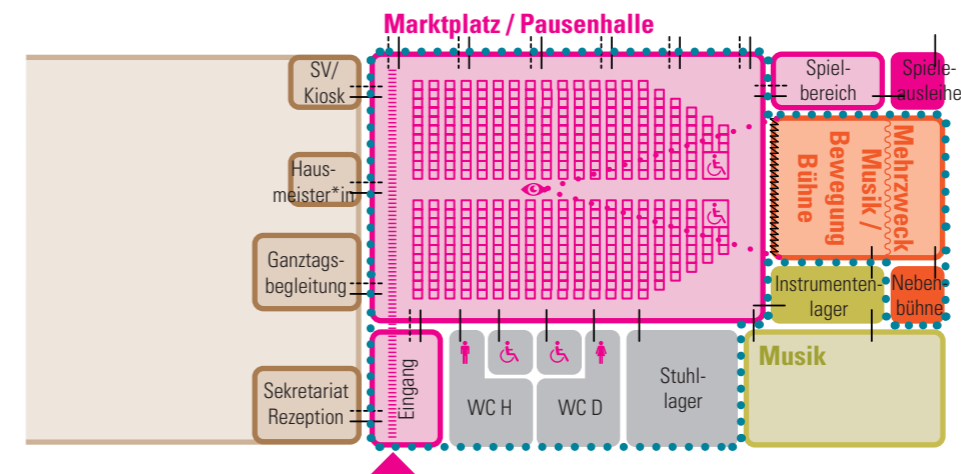 Marktplatz / Pausenhalle
SV/
Kiosk
Haus-
meister*in
Ganztags-
begleitung
Sekretariat
Rezeption
Eingang
WC H
WC D
Stuhl-
lager
Spiel-
bereich
Spiele-
ausleihe
Mehrzweck
Musik /
Bewegung
Bühne
Instrumenten-
lager
Neben-
bühne
Musik